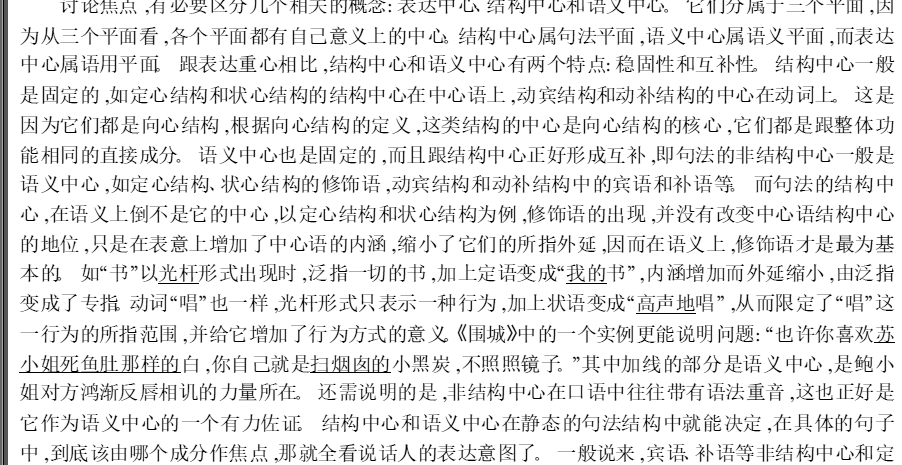 讨论焦点,有必要区分几个相关的概念:表达中心、结构中心和语义中心。它们分属于三个平面,因
为从三个平面看,各个平面都有自己意义上的中心。结构中心属句法平面,语义中心属语义平面,而表达
中心属语用平面。跟表达重心相比,结构中心和语义中心有两个特点:稳固性和互补性。结构中心一般
是固定的,如定心结构和状心结构的结构中心在中心语上,动宾结构和动补结构的中心在动词上。这是
因为它们都是向心结构,根据向心结构的定义,这类结构的中心是向心结构的核心,它们都是跟整体功
能相同的直接成分。语义中心也是固定的,而且跟结构中心正好形成互补,即句法的非结构中心一般是
语义中心,如定心结构、状心结构的修饰语,动宾结构和动补结构中的宾语和补语等。而句法的结构中
心,在语义上倒不是它的中心,以定心结构和状心结构为例,修饰语的出现,并没有改变中心语结构中心
的地位,只是在表意上增加了中心语的内涵,缩小了它们的所指外延,因而在语义上,修饰语才是最为基
本的。如“书”以光杆形式出现时,泛指一切的书,加上定语变成“我的书”,内涵增加而外延缩小,由泛指
变成了专指。动词“唱”也一样,光杆形式只表示一种行为,加上状语变成“高声地唱”,从而限定了“唱”这
一行为的所指范围,并给它增加了行为方式的意义。《围城》中的一个实例更能说明问题:“也许你喜欢苏
小姐死鱼肚那样的白,你自己就是扫烟囱的小黑炭,不照照镜子。”其中加线的部分是语义中心,是鲍小
姐对方鸿渐反唇相讥的力量所在。还需说明的是,非结构中心在口语中往往带有语法重音,这也正好是
它作为语义中心的一个有力佐证。结构中心和语义中心在静态的句法结构中就能决定,在具体的句子
中,到底该由哪个成分作焦点,那就全看说话人的表达意图了。一般说来,宾语、补语等非结构中心和定